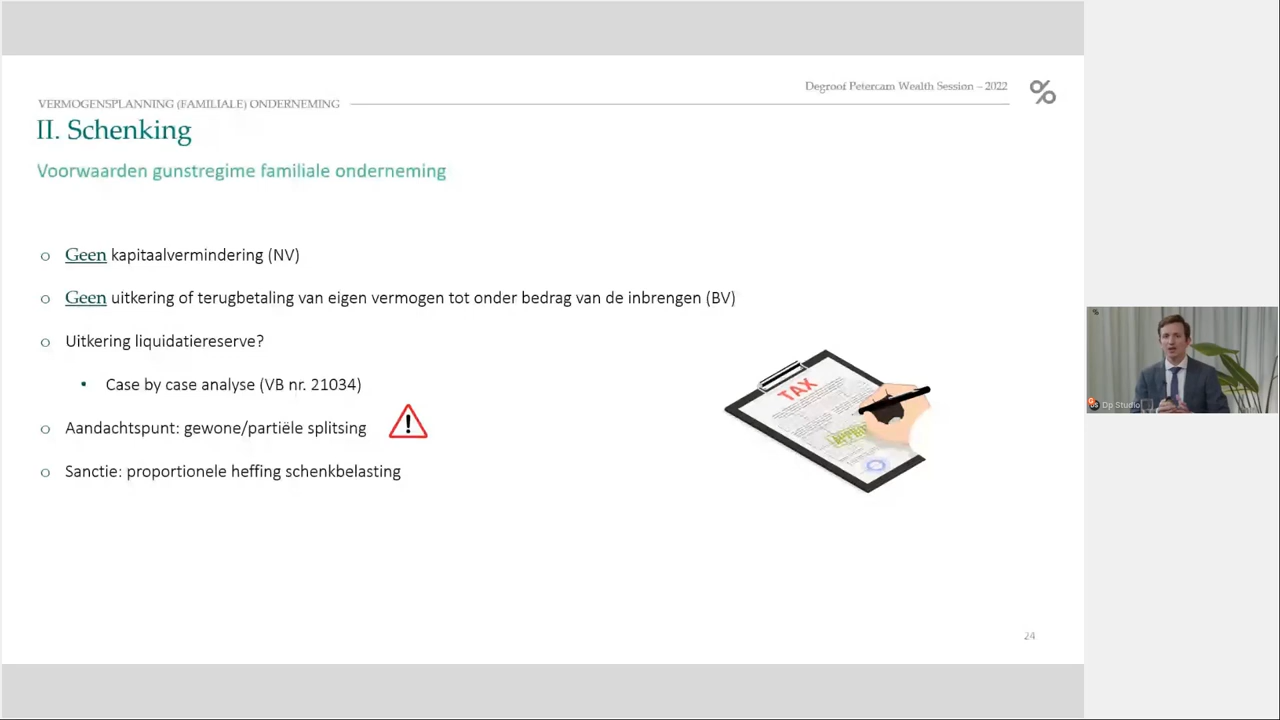 Degroof Petercam Wealth Session – 2022
VERMOGENSPLANNING (FAMILIALE) ONDERNEMING
II. Schenking
Voorwaarden gunstregime familiale onderneming
Geen kapitaalvermindering (NV)
Geen uitkering of terugbetaling van eigen vermogen tot onder bedrag van de inbrengen (BV)
Uitkering liquidatiereserve?
Case by case analyse (VB nr. 21034)
Aandachtspunt: gewone/partiële splitsing
Sanctie: proportionele heffing schenkbelasting
TAX
Dp Studio
24